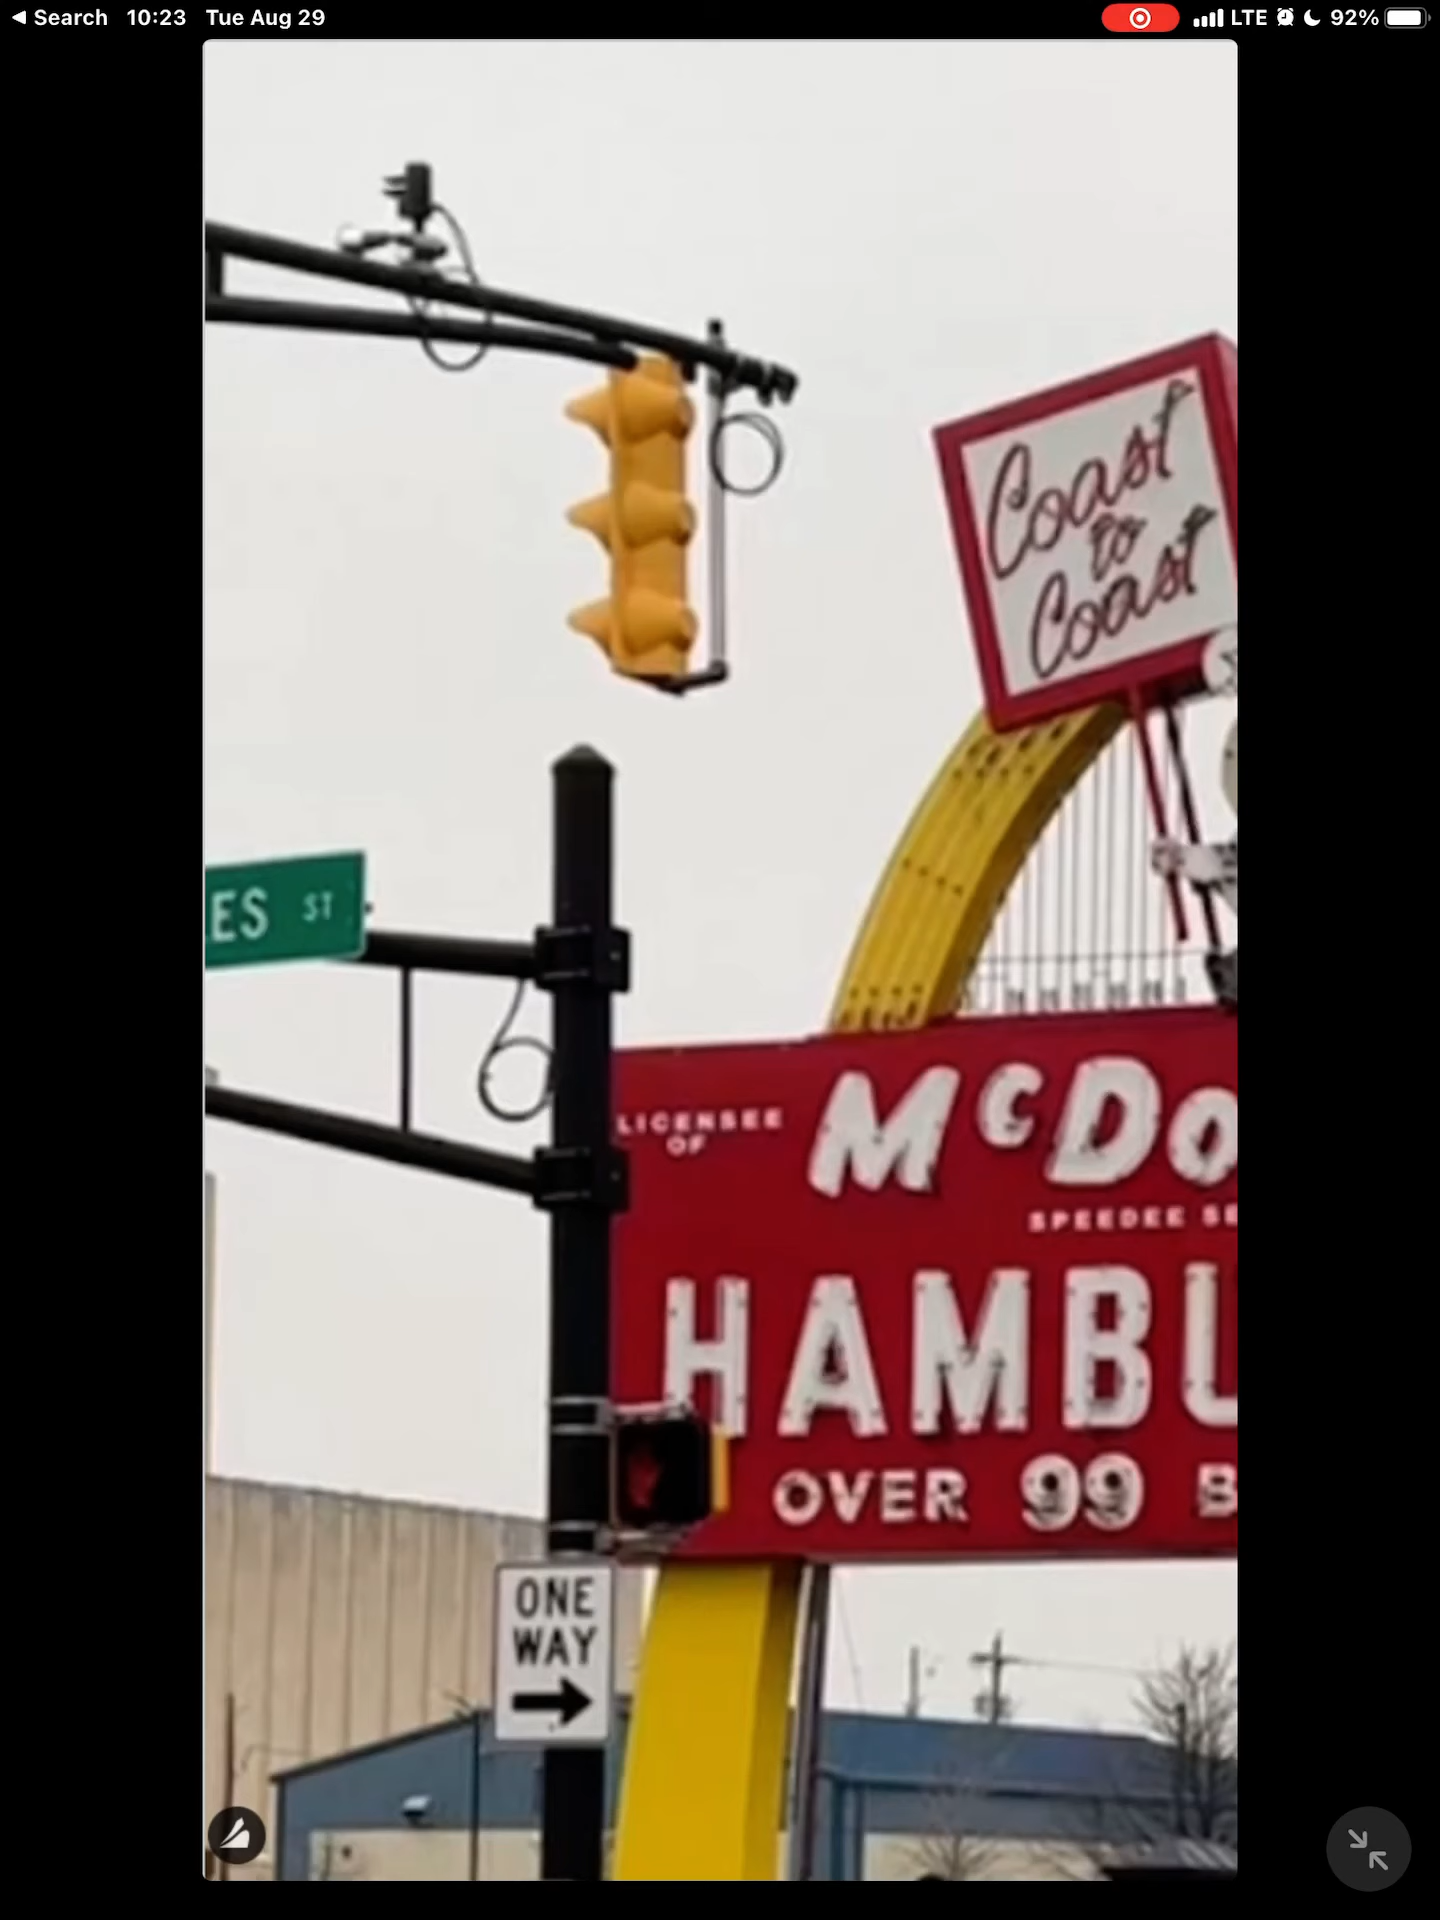 Search 10:23 Tue Aug 29
LTE 92%
Coast
to
Coast
ES ST
LICENSEE
OF
McDo
SPEEDEE SE
HAMBU
OVER 99 B
ONE
WAY